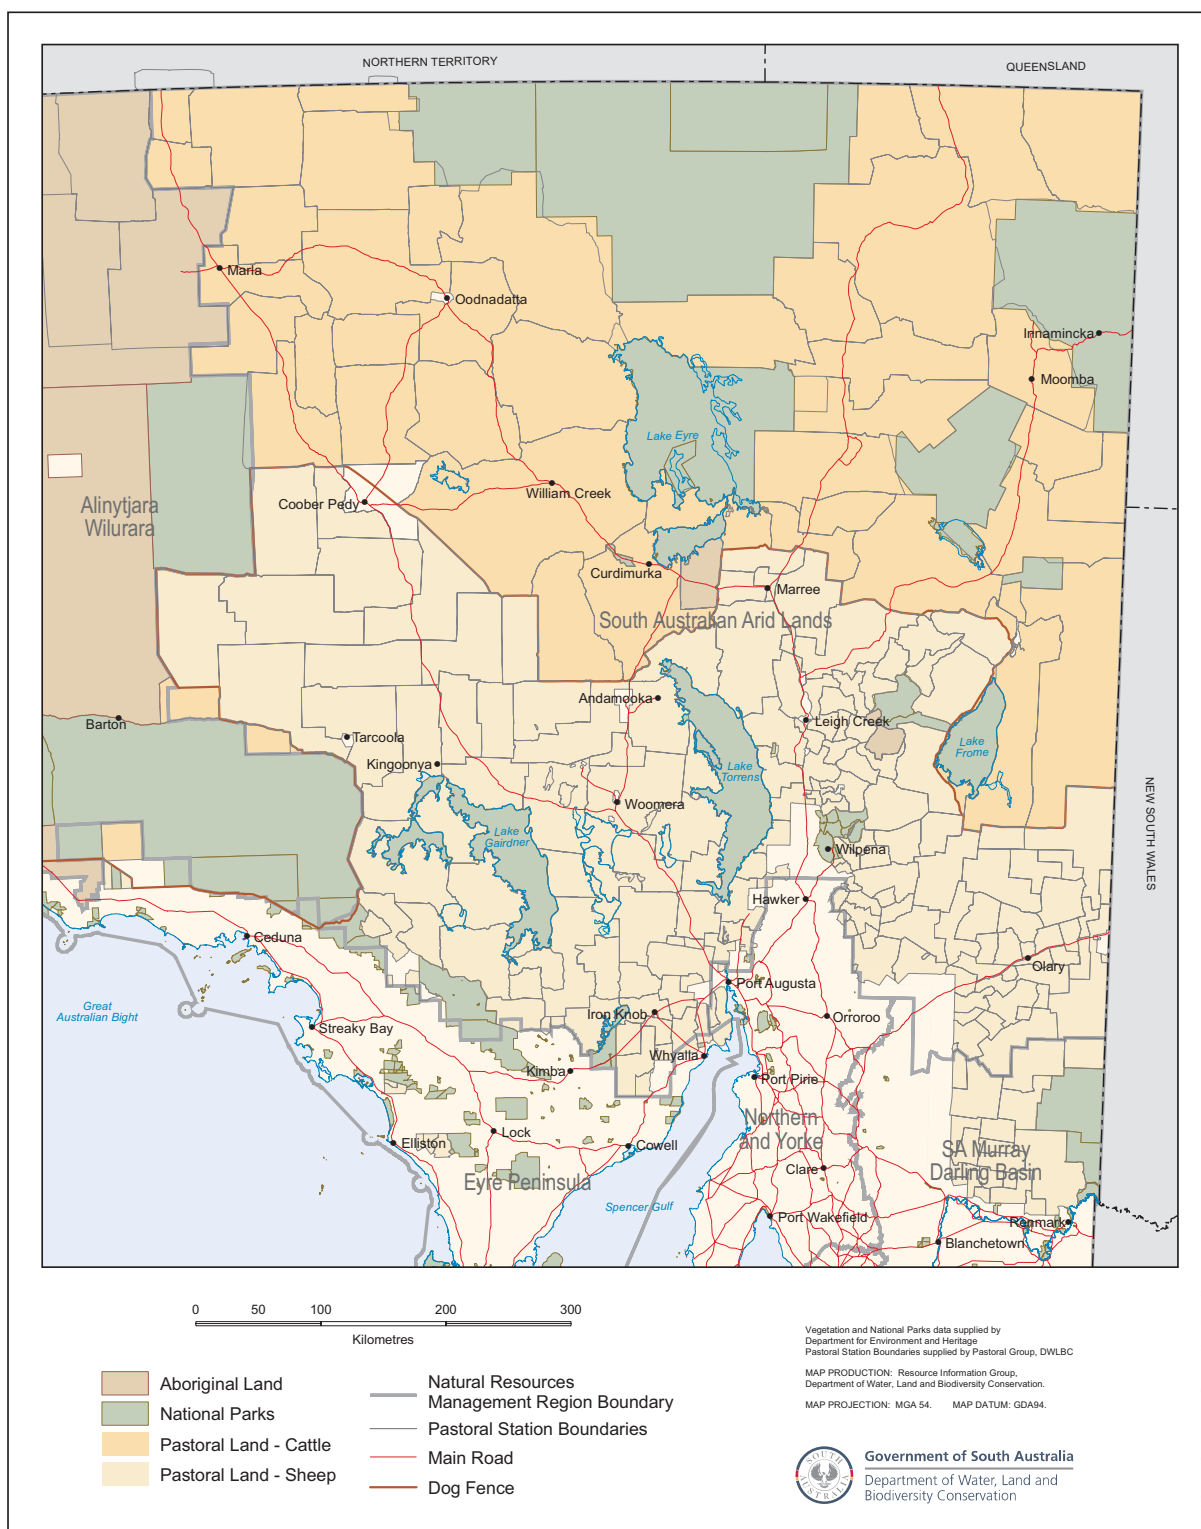 NORTHERN TERRITORY
QUEENSLAND
Marla
Oodnadatta
Innamincka
Moomba
Lake Eyre
Alinytjara
Wilurara
Coober Pedy
William Creek
Curdimurka
Marree
South Australian Arid Lands
Andamooka
Barton
Leigh Creek
Tarcoola
Kingoonya
Lake
Torrens
Lake
Frome
Woomera
NEW SOUTH WALES
Lake
Gairdner
Wilpena
Hawker
Ceduna
Olary
Port Augusta
Great
Australian Bight
Streaky Bay
Iron Knob
Orroroo
Whyalla
Kimba
Port Pirie
Northern
and Yorke
Elliston
Lock
Cowell
SA Murray
Darling Basin
Clare
Eyre Peninsula
Spencer Gulf
Port Wakefield
Renmark
Blanchetown
0 50 100 200 300
Kilometres
Aboriginal Land
National Parks
Pastoral Land - Cattle
Pastoral Land - Sheep
Natural Resources
Management Region Boundary
Pastoral Station Boundaries
Main Road
Dog Fence
Vegetation and National Parks data supplied by
Department for Environment and Heritage
Pastoral Station Boundaries supplied by Pastoral Group, DWLBC
MAP PRODUCTION: Resource Information Group,
Department of Water, Land and Biodiversity Conservation.
MAP PROJECTION: MGA 54. MAP DATUM: GDA94.
SOUTH
AUSTRALIA
Government of South Australia
Department of Water, Land and
Biodiversity Conservation